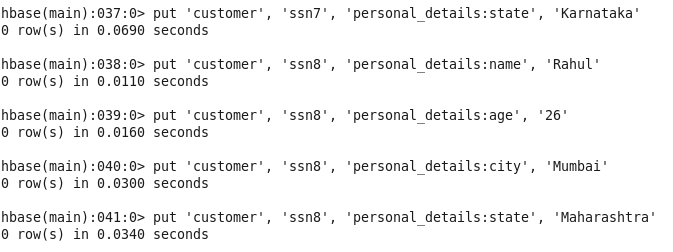 hbase(main):037:0> put 'customer', 'ssn7', 'personal_details:state', 'Karnataka'
0 row(s) in 0.0690 seconds
hbase(main):038:0> put 'customer', 'ssn8', 'personal_details:name', 'Rahul'
0 row(s) in 0.0110 seconds
hbase(main):039:0> put 'customer', 'ssn8', 'personal_details:age', '26'
0 row(s) in 0.0160 seconds
hbase(main):040:0> put 'customer', 'ssn8', 'personal_details:city', 'Mumbai'
0 row(s) in 0.0300 seconds
hbase(main):041:0> put 'customer', 'ssn8', 'personal_details:state', 'Maharashtra'
0 row(s) in 0.0340 seconds